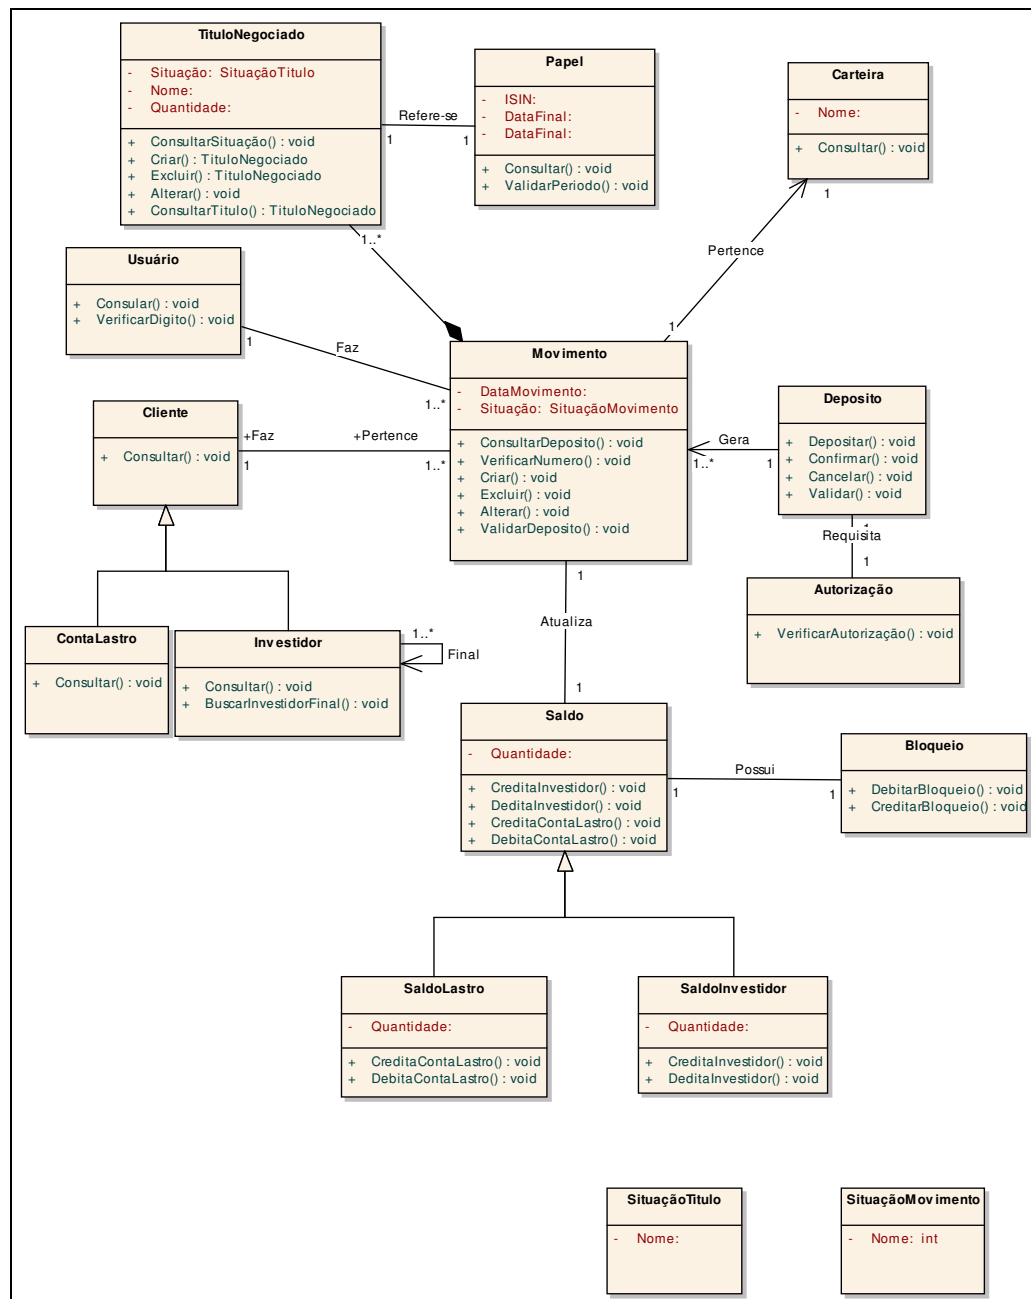 TituloNegociado
- Situação: SituaçãoTitulo
- Nome:
- Quantidade:
+ ConsultarSituação() : void
+ Criar() : TituloNegociado
+ Excluir() : TituloNegociado
+ Alterar() : void
+ ConsultarTitulo() : TituloNegociado
Refere-se
1
1
Papel
- ISIN:
- DataFinal:
- DataFinal:
+ Consultar() : void
+ ValidarPeriodo() : void
Carteira
- Nome:
+ Consultar() : void
1
Pertence
1
1..*
Usuário
+ Consular() : void
+ VerificarDigito() : void
1
Faz
1..*
Movimento
- DataMovimento:
- Situação: SituaçãoMovimento
+ ConsultarDeposito() : void
+ VerificarNumero() : void
+ Criar() : void
+ Excluir() : void
+ Alterar() : void
+ ValidarDeposito() : void
Cliente
+ Consultar() : void
+Faz
+Pertence
1
1..*
Deposito
+ Depositar() : void
+ Confirmar() : void
+ Cancelar() : void
+ Validar() : void
Gera
1..*
1
*
Requisita
1
Autorização
+ VerificarAutorização() : void
ContaLastro
+ Consultar() : void
Investidor
+ Consultar() : void
+ BuscarInvestidorFinal() : void
1..*
Final
1
Atualiza
1
Saldo
- Quantidade:
+ CreditaInvestidor() : void
+ DeditaInvestidor() : void
+ CreditaContaLastro() : void
+ DebitaContaLastro() : void
Possui
1
1
Bloqueio
+ DebitarBloqueio() : void
+ CreditarBloqueio() : void
SaldoLastro
- Quantidade:
+ CreditaContaLastro() : void
+ DebitaContaLastro() : void
SaldoInvestidor
- Quantidade:
+ CreditaInvestidor() : void
+ DeditaInvestidor() : void
SituaçãoTitulo
- Nome:
SituaçãoMovimento
- Nome: int